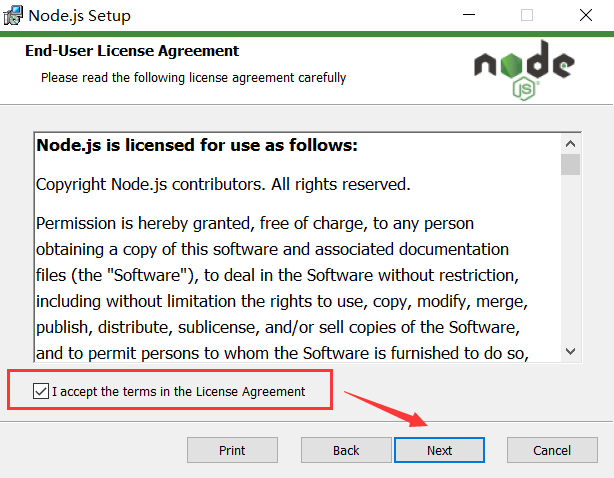 Node.js Setup
End-User License Agreement
Please read the following license agreement carefully
node
JS
Node.js is licensed for use as follows:
Copyright Node.js contributors. All rights reserved.
Permission is hereby granted, free of charge, to any person
obtaining a copy of this software and associated documentation
files (the "Software"), to deal in the Software without restriction,
including without limitation the rights to use, copy, modify, merge,
publish, distribute, sublicense, and/or sell copies of the Software,
and to permit persons to whom the Software is furnished to do so,
I accept the terms in the License Agreement
Print
Back
Next
Cancel